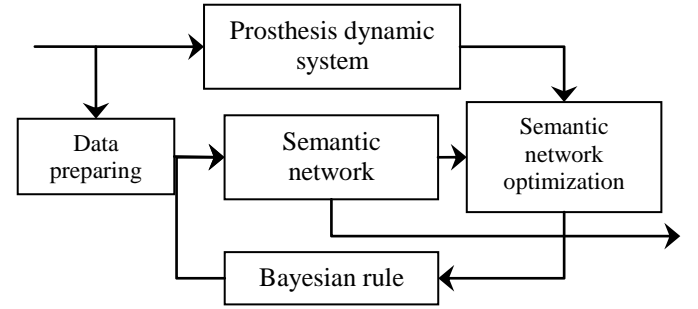 Prosthesis dynamic
system
Data
preparing
Semantic
network
Semantic
network
optimization
Bayesian rule